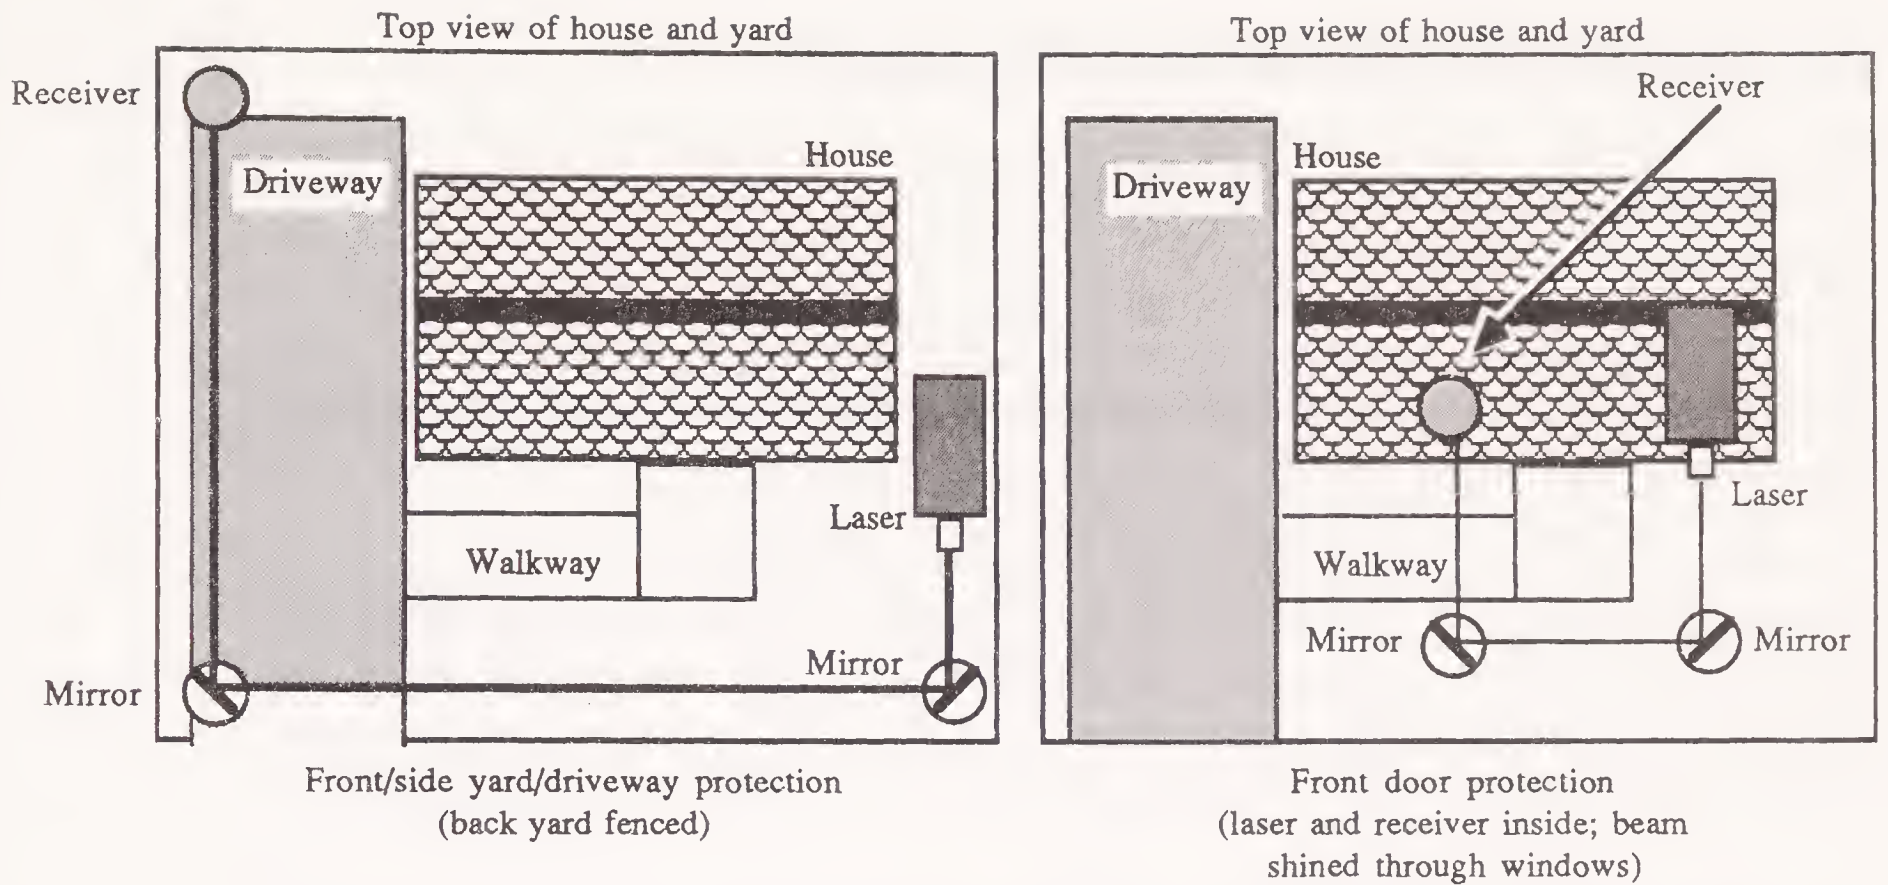 Top view of house and yard
Receiver
House
Driveway
Laser
Walkway
Mirror
Mirror
Front/side yard/driveway protection
(back yard fenced)
Top view of house and yard
Receiver
House
Driveway
Laser
Walkway
Mirror
Mirror
Front door protection
(laser and receiver inside; beam
shined through windows)